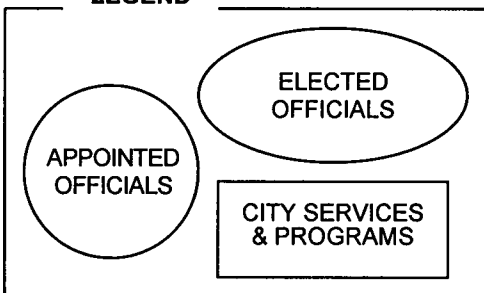 LEGEND
ELECTED
OFFICIALS
APPOINTED
OFFICIALS
CITY SERVICES
& PROGRAMS